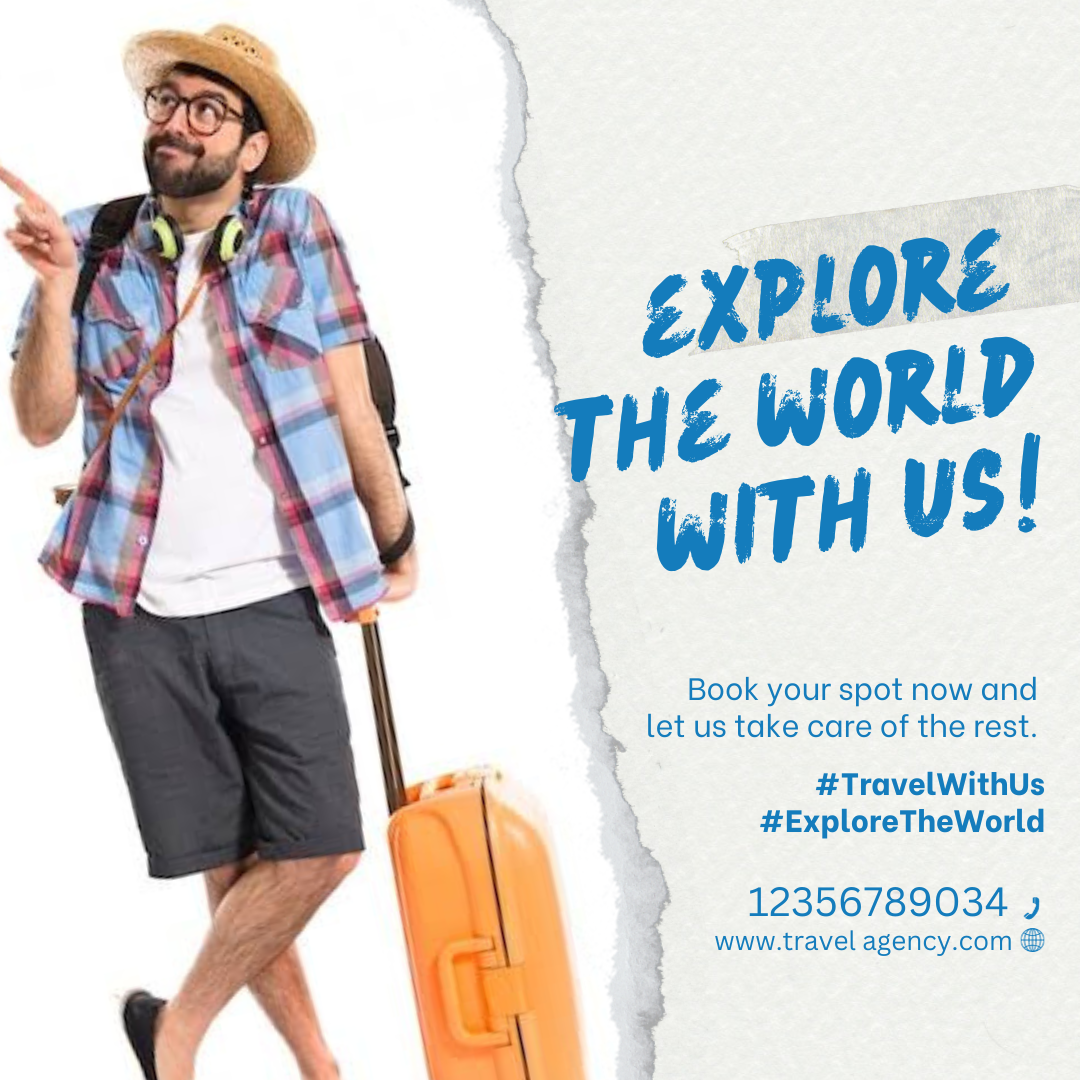 EXPLORE
THE WORLD
WITH US!
Book your spot now and
let us take care of the rest.
#TravelWithUs
#ExploreTheWorld
12356789034
www.travel agency.com